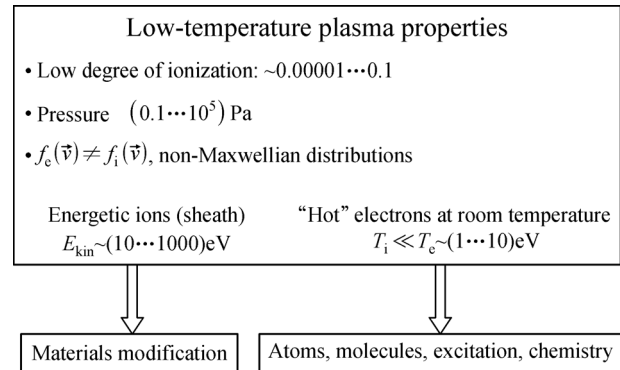 Low-temperature plasma properties
• Low degree of ionization: ~0.00001⋯0.1
• Pressure (0.1⋯10⁵) Pa
• fₑ(v⃗) ≠ fᵢ(v⃗), non-Maxwellian distributions
Energetic ions (sheath)
E_kin~(10⋯1000)eV
“Hot” electrons at room temperature
Tᵢ ≪ Tₑ~(1⋯10)eV
Materials modification
Atoms, molecules, excitation, chemistry